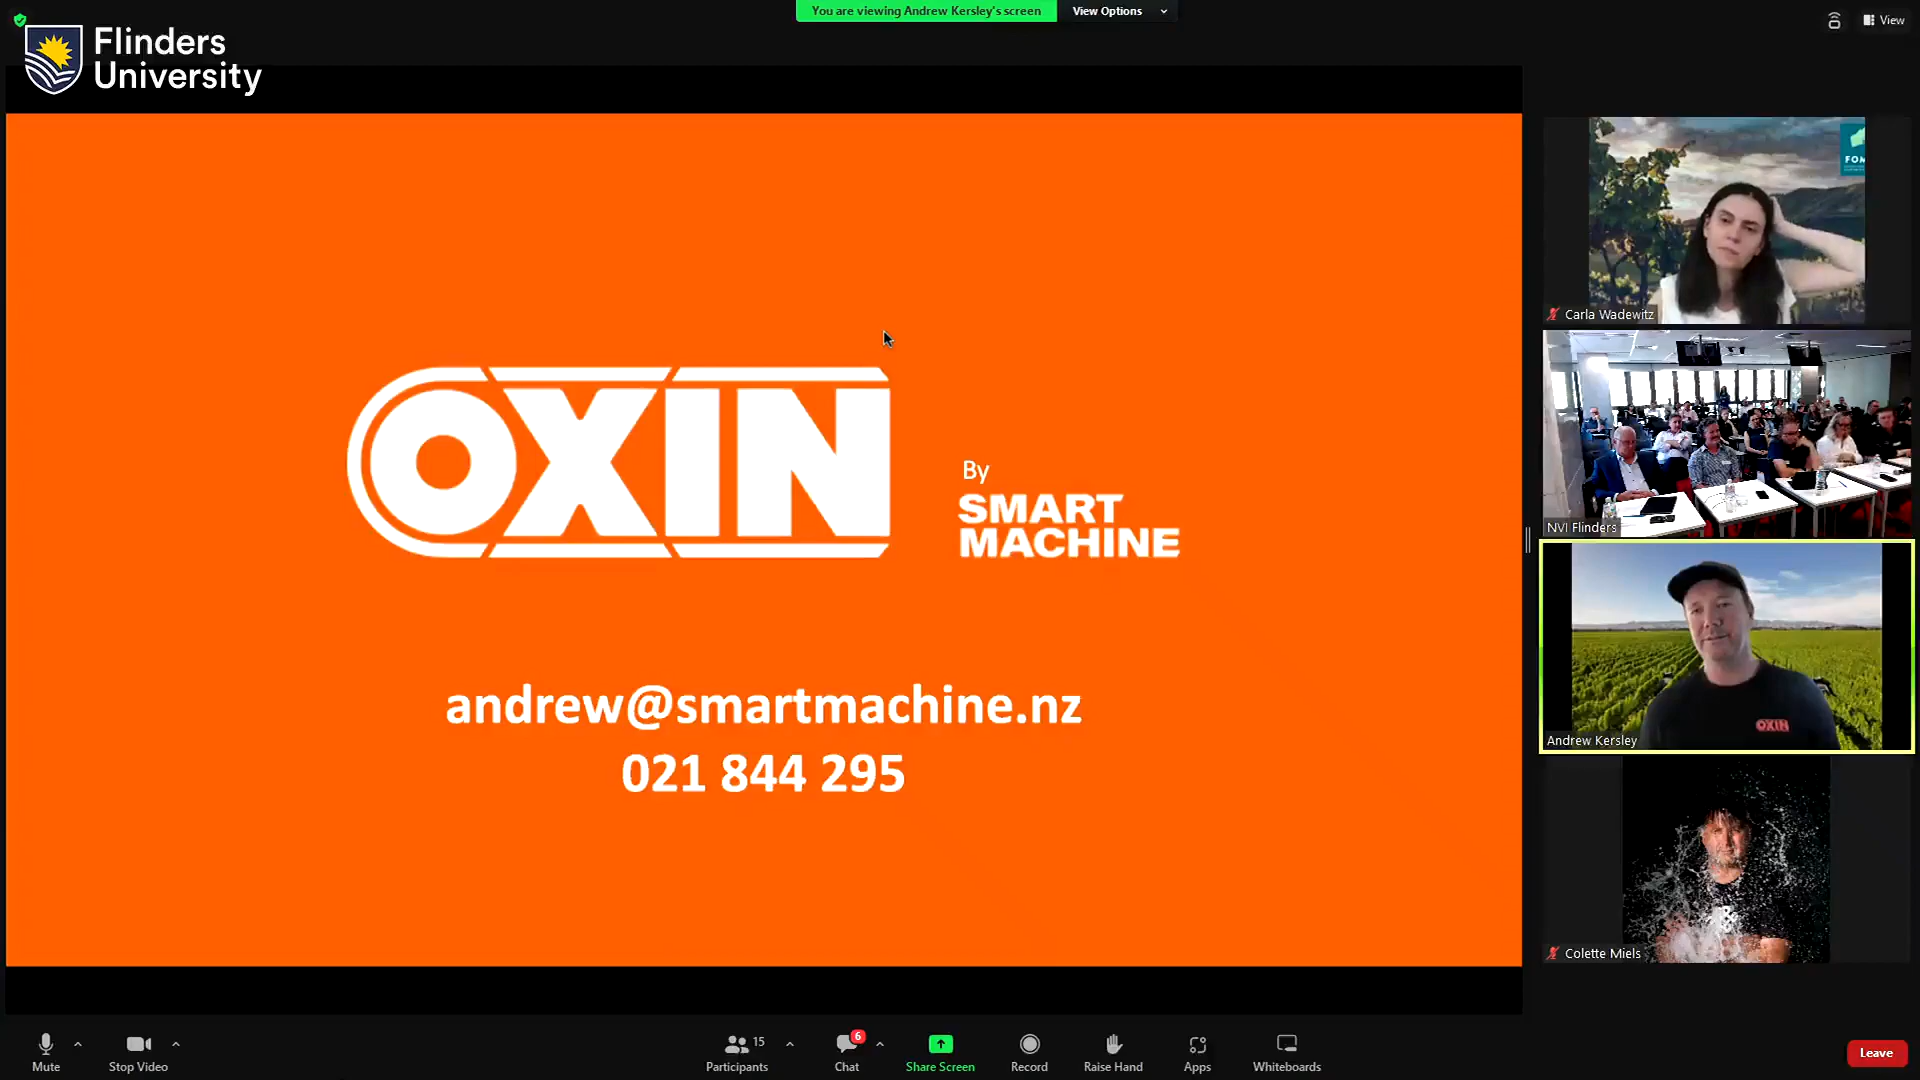 You are viewing Andrew Kersley's screen
View Options
View
Flinders
University
OXIN
By
SMART
MACHINE
andrew@smartmachine.nz
021 844 295
FOM
Carla Wadewitz
NVI Flinders
OXIN
Andrew Kersley
Colette Miels
Mute
Stop Video
15
Participants
6
Chat
Share Screen
Record
Raise Hand
Apps
Whiteboards
Leave